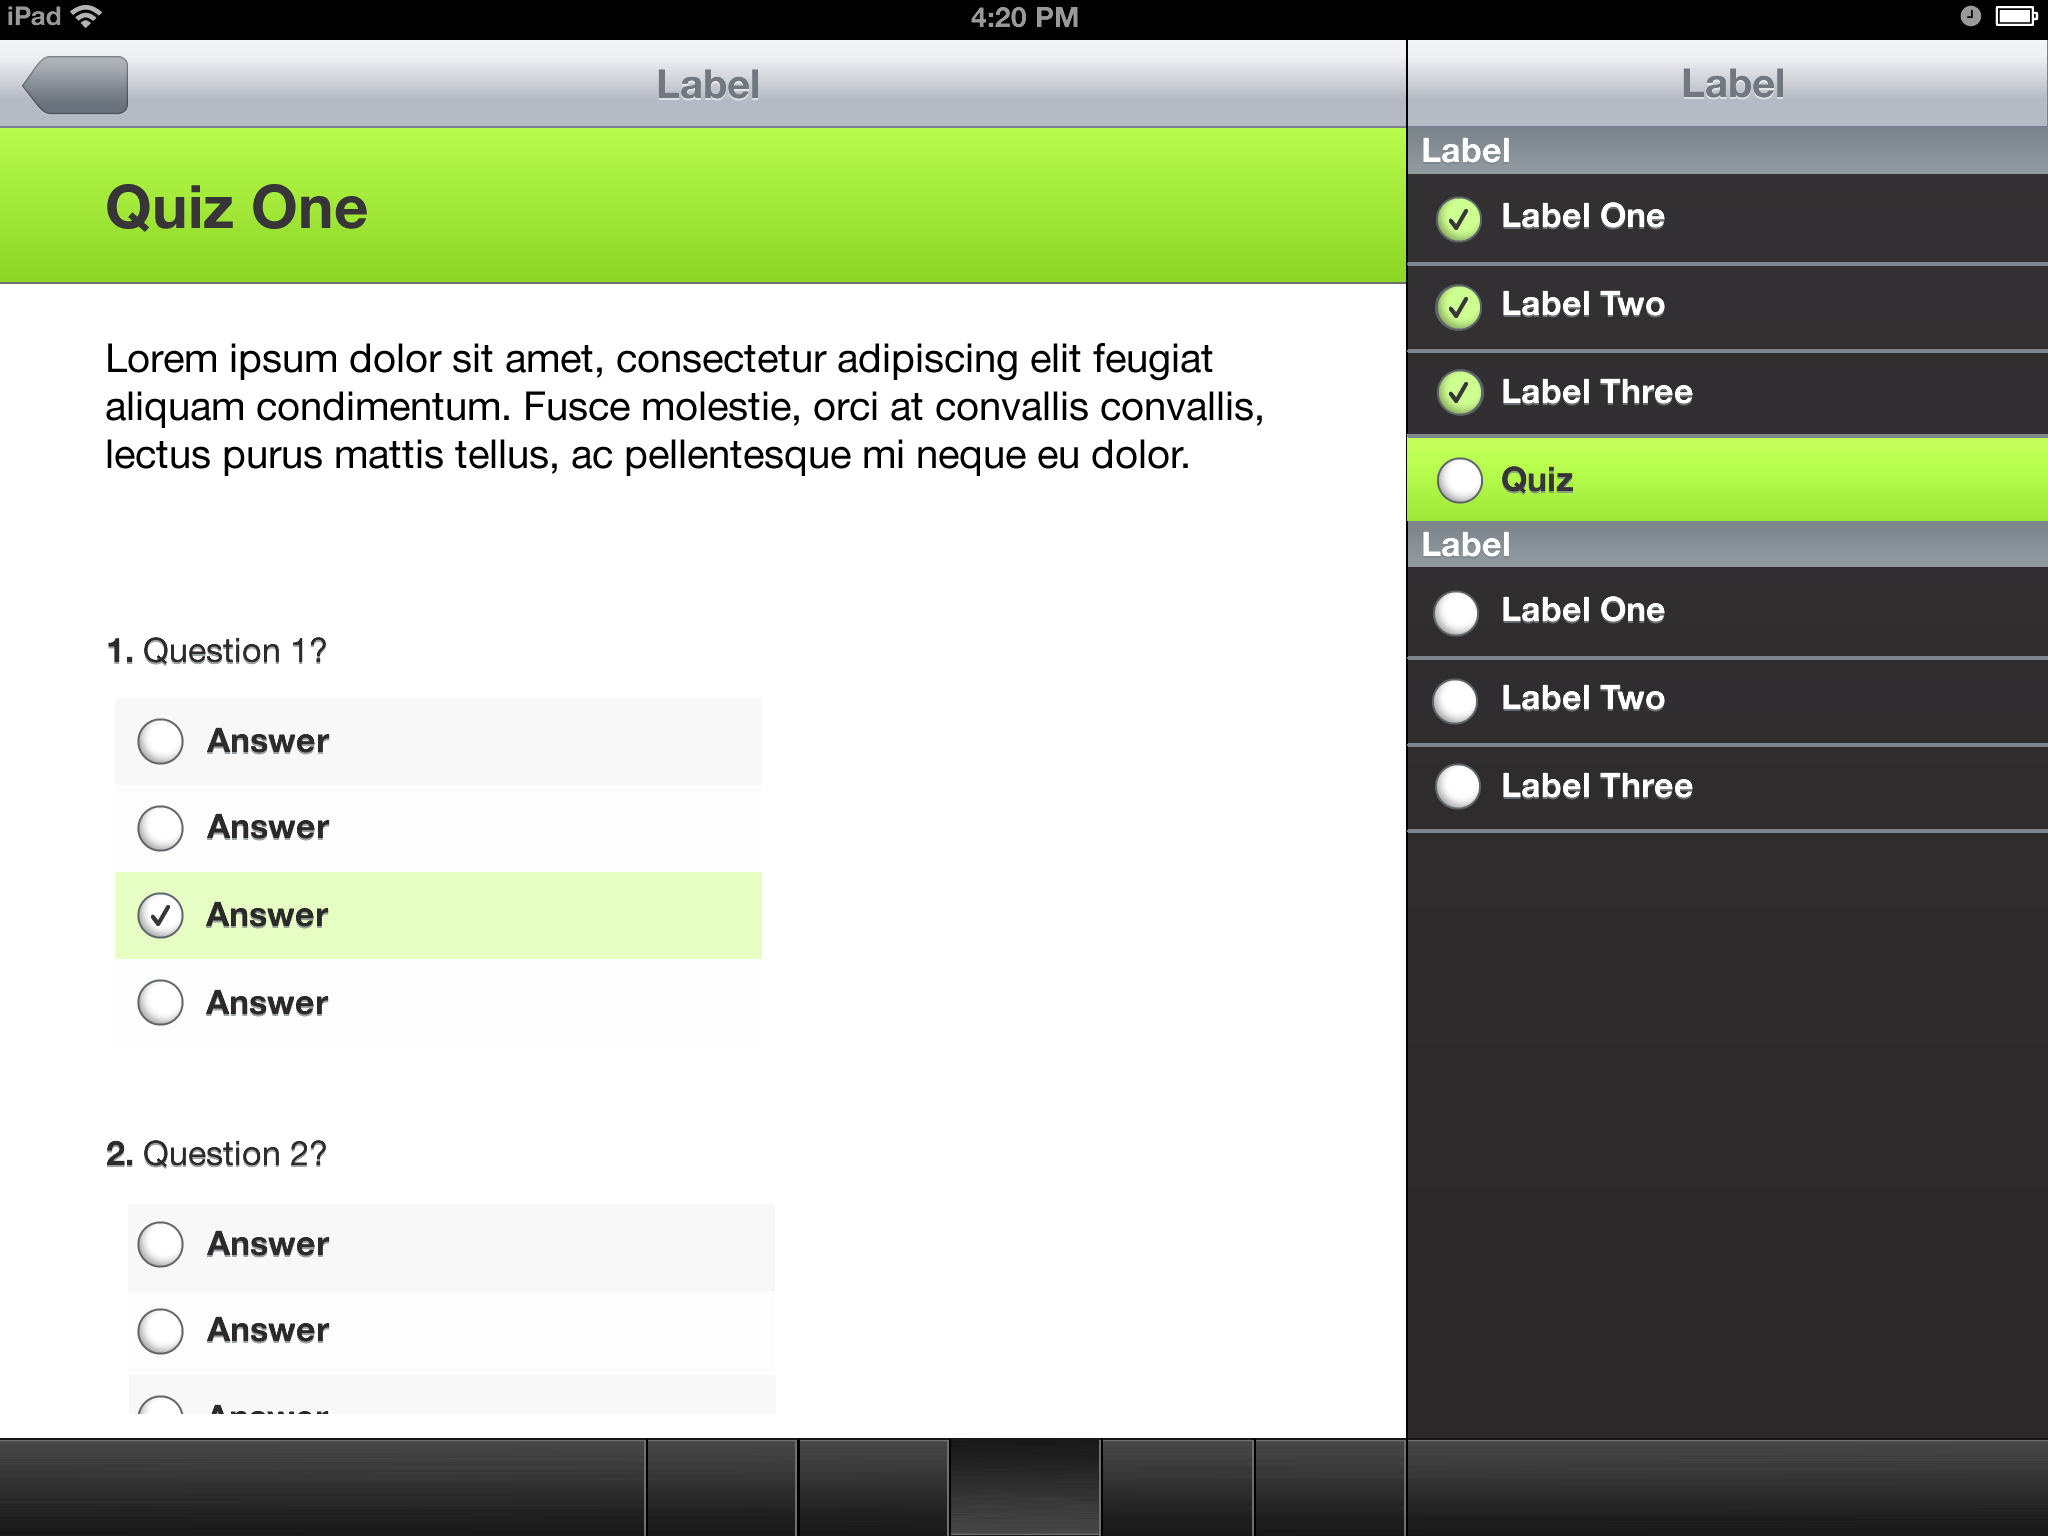 iPad
4:20 PM
Label
Quiz One
Lorem ipsum dolor sit amet, consectetur adipiscing elit feugiat
aliquam condimentum. Fusce molestie, orci at convallis convallis,
lectus purus mattis tellus, ac pellentesque mi neque eu dolor.
1. Question 1?
Answer
Answer
Answer
Answer
2. Question 2?
Answer
Answer
Answer
Label
Label
Label One
Label Two
Label Three
Quiz
Label
Label One
Label Two
Label Three